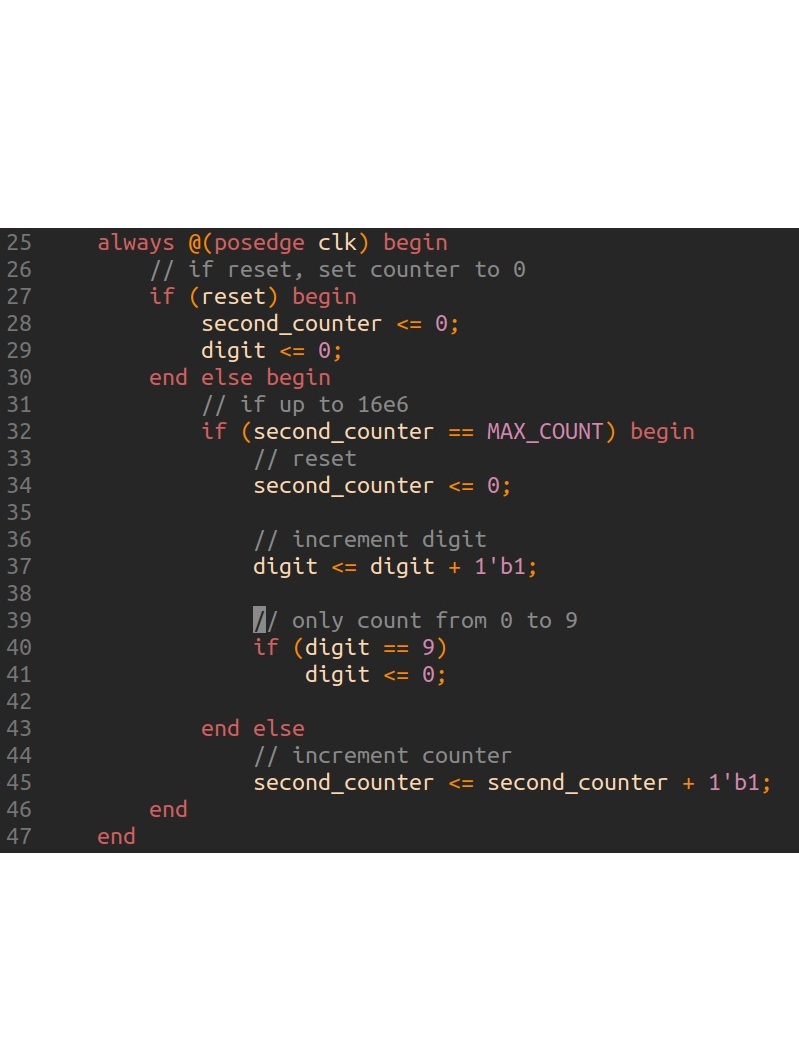 25     always @(posedge clk) begin
26         // if reset, set counter to 0
27         if (reset) begin
28             second_counter <= 0;
29             digit <= 0;
30         end else begin
31             // if up to 16e6
32             if (second_counter == MAX_COUNT) begin
33                 // reset
34                 second_counter <= 0;
35
36                 // increment digit
37                 digit <= digit + 1'b1;
38
39                 // only count from 0 to 9
40                 if (digit == 9)
41                     digit <= 0;
42
43             end else
44                 // increment counter
45                 second_counter <= second_counter + 1'b1;
46         end
47     end